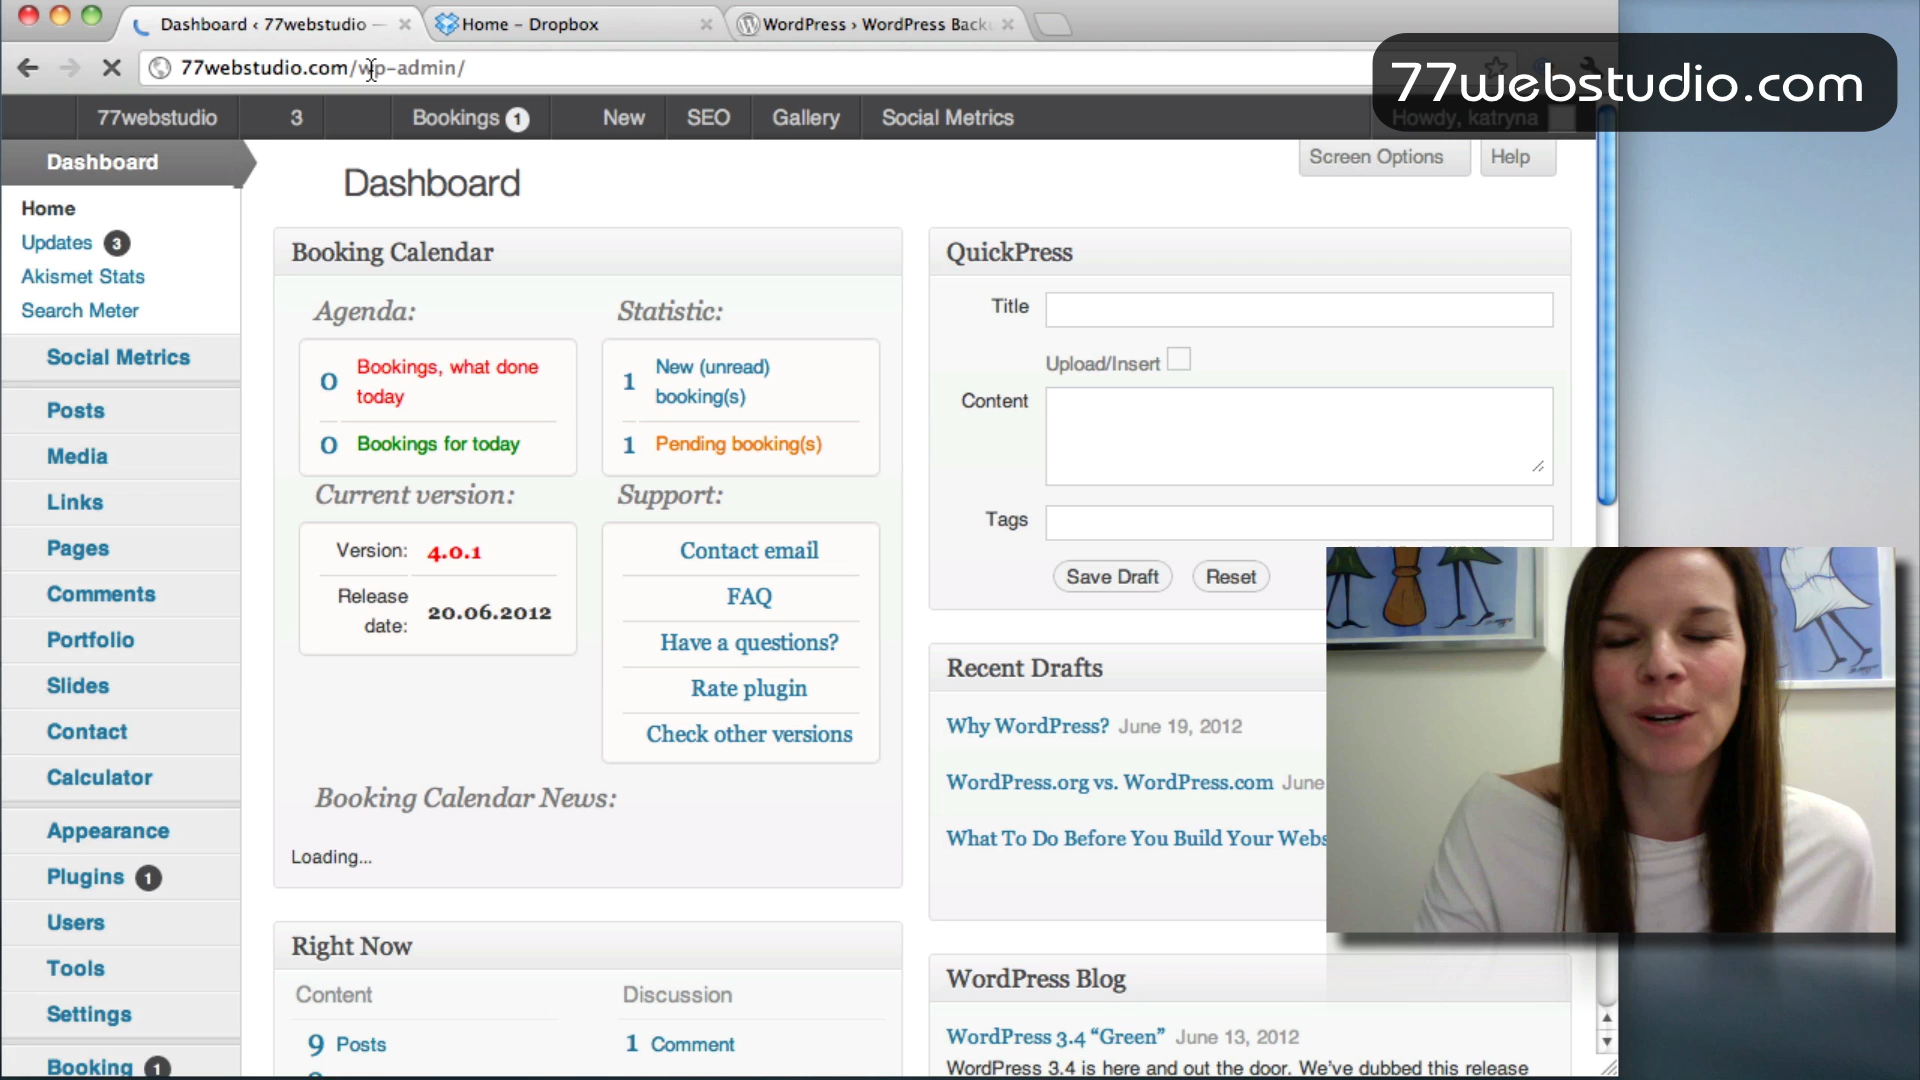 Dashboard ‹ 77webstudio —
Home – Dropbox
WordPress › WordPress Back
77webstudio.com/wp-admin/
77webstudio.com
77webstudio
3
Bookings 1
New
SEO
Gallery
Social Metrics
Howdy, katryna
Dashboard
Home
Updates 3
Akismet Stats
Search Meter
Social Metrics
Posts
Media
Links
Pages
Comments
Portfolio
Slides
Contact
Calculator
Appearance
Plugins 1
Users
Tools
Settings
Booking 1
Dashboard
Screen Options
Help
Booking Calendar
Agenda:
0 Bookings, what done
today
0 Bookings for today
Statistic:
1 New (unread)
booking(s)
1 Pending booking(s)
Current version:
Version: 4.0.1
Release
date: 20.06.2012
Support:
Contact email
FAQ
Have a questions?
Rate plugin
Check other versions
Booking Calendar News:
Loading...
Right Now
Content
9 Posts
Discussion
1 Comment
QuickPress
Title
Upload/Insert
Content
Tags
Save Draft
Reset
Recent Drafts
Why WordPress? June 19, 2012
WordPress.org vs. WordPress.com June
What To Do Before You Build Your Webs
WordPress Blog
WordPress 3.4 “Green” June 13, 2012
WordPress 3.4 is here and out the door. We've dubbed this release